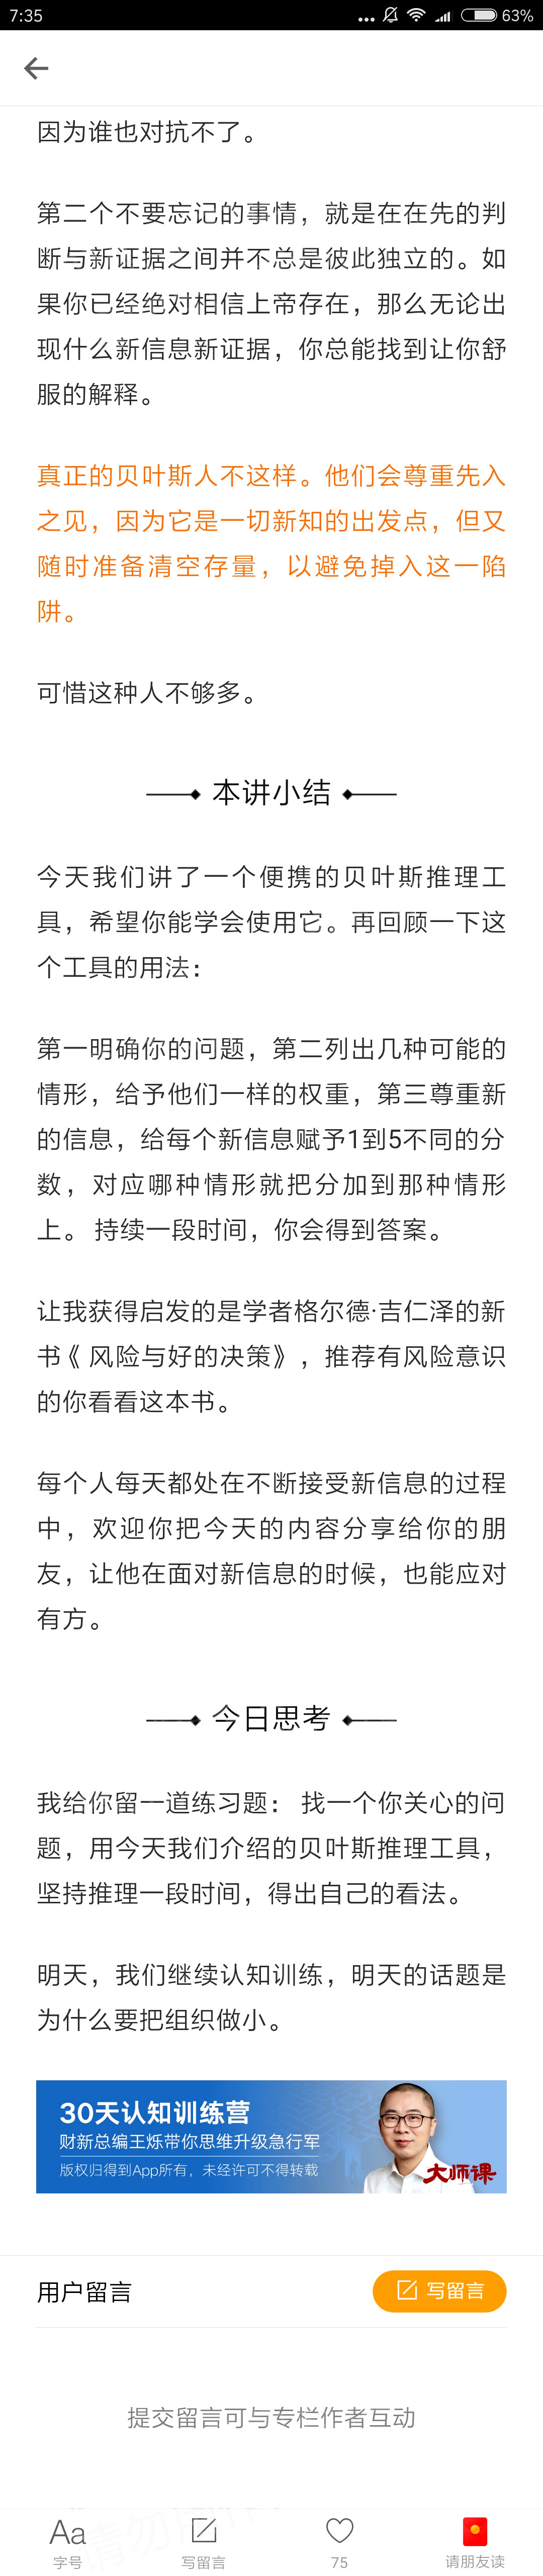 7:35
63%
因为谁也对抗不了。
第二个不要忘记的事情，就是在在先的判
断与新证据之间并不总是彼此独立的。如
果你已经绝对相信上帝存在，那么无论出
现什么新信息新证据，你总能找到让你舒
服的解释。
真正的贝叶斯人不这样。他们会尊重先入
之见，因为它是一切新知的出发点，但又
随时准备清空存量，以避免掉入这一陷
阱。
可惜这种人不够多。
本讲小结
今天我们讲了一个便携的贝叶斯推理工
具，希望你能学会使用它。再回顾一下这
个工具的用法：
第一明确你的问题，第二列出几种可能的
情形，给予他们一样的权重，第三尊重新
的信息，给每个新信息赋予1到5不同的分
数，对应哪种情形就把分加到那种情形
上。 持续一段时间，你会得到答案。
让我获得启发的是学者格尔德·吉仁泽的新
书《 风险与好的决策》，推荐有风险意识
的你看看这本书。
每个人每天都处在不断接受新信息的过程
中，欢迎你把今天的内容分享给你的朋
友，让他在面对新信息的时候，也能应对
有方。
今日思考
我给你留一道练习题： 找一个你关心的问
题，用今天我们介绍的贝叶斯推理工具，
坚持推理一段时间，得出自己的看法。
明天，我们继续认知训练，明天的话题是
为什么要把组织做小。
30天认知训练营
财新总编王烁带你思维升级急行军
版权归得到App所有，未经许可不得转载
大师课
用户留言
写留言
提交留言可与专栏作者互动
Aa
字号
写留言
75
请朋友读